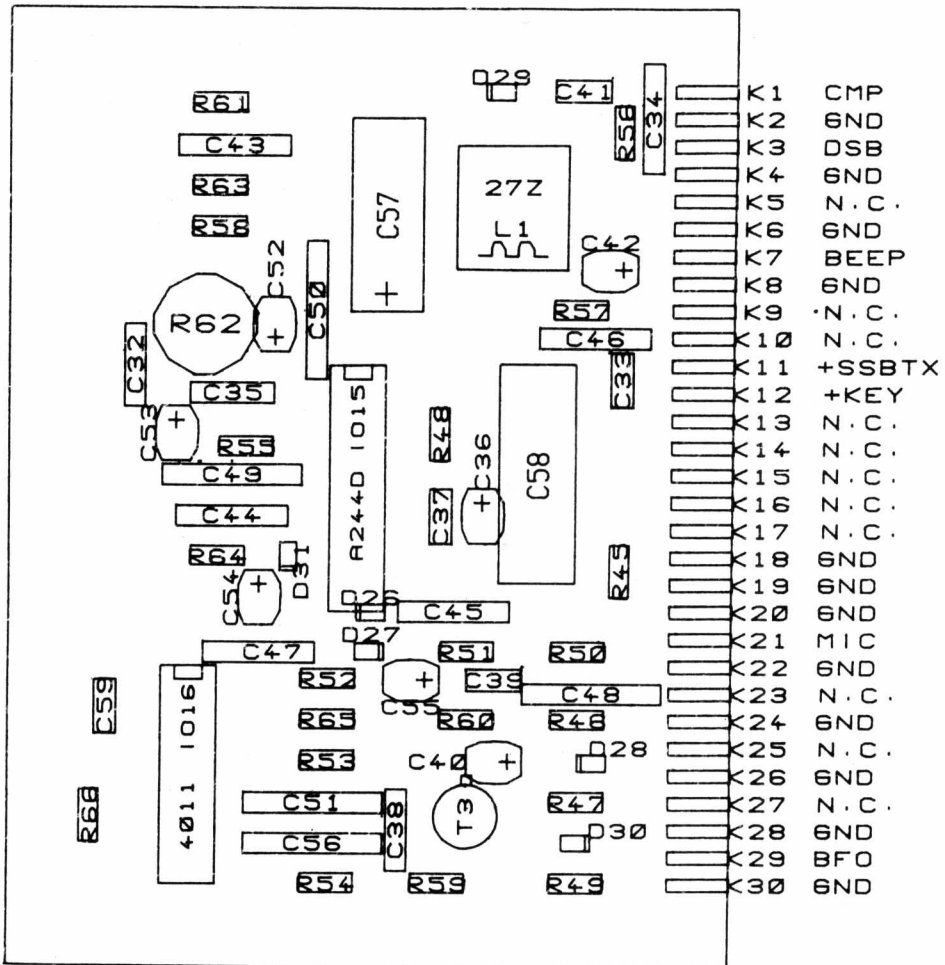 D29
C41
C34
R61
R58
C43
R63
R58
C57
27Z
L1
C42
C52
C50
R62
R57
C46
C32
C35
C33
C53
R55
C49
C44
R64
D31
C54
A244D IO15
R48
C36
C37
C58
R45
D26
C45
D27
C47
R51
R50
R52
C39
C48
C55
C59
R65
R60
R46
4011 IO16
R53
C40
D28
R66
C51
C38
T3
R47
C56
D30
R54
R59
R49
K1 CMP
K2 GND
K3 DSB
K4 GND
K5 N.C.
K6 GND
K7 BEEP
K8 GND
K9 N.C.
K10 N.C.
K11 +SSBTX
K12 +KEY
K13 N.C.
K14 N.C.
K15 N.C.
K16 N.C.
K17 N.C.
K18 GND
K19 GND
K20 GND
K21 MIC
K22 GND
K23 N.C.
K24 GND
K25 N.C.
K26 GND
K27 N.C.
K28 GND
K29 BFO
K30 GND